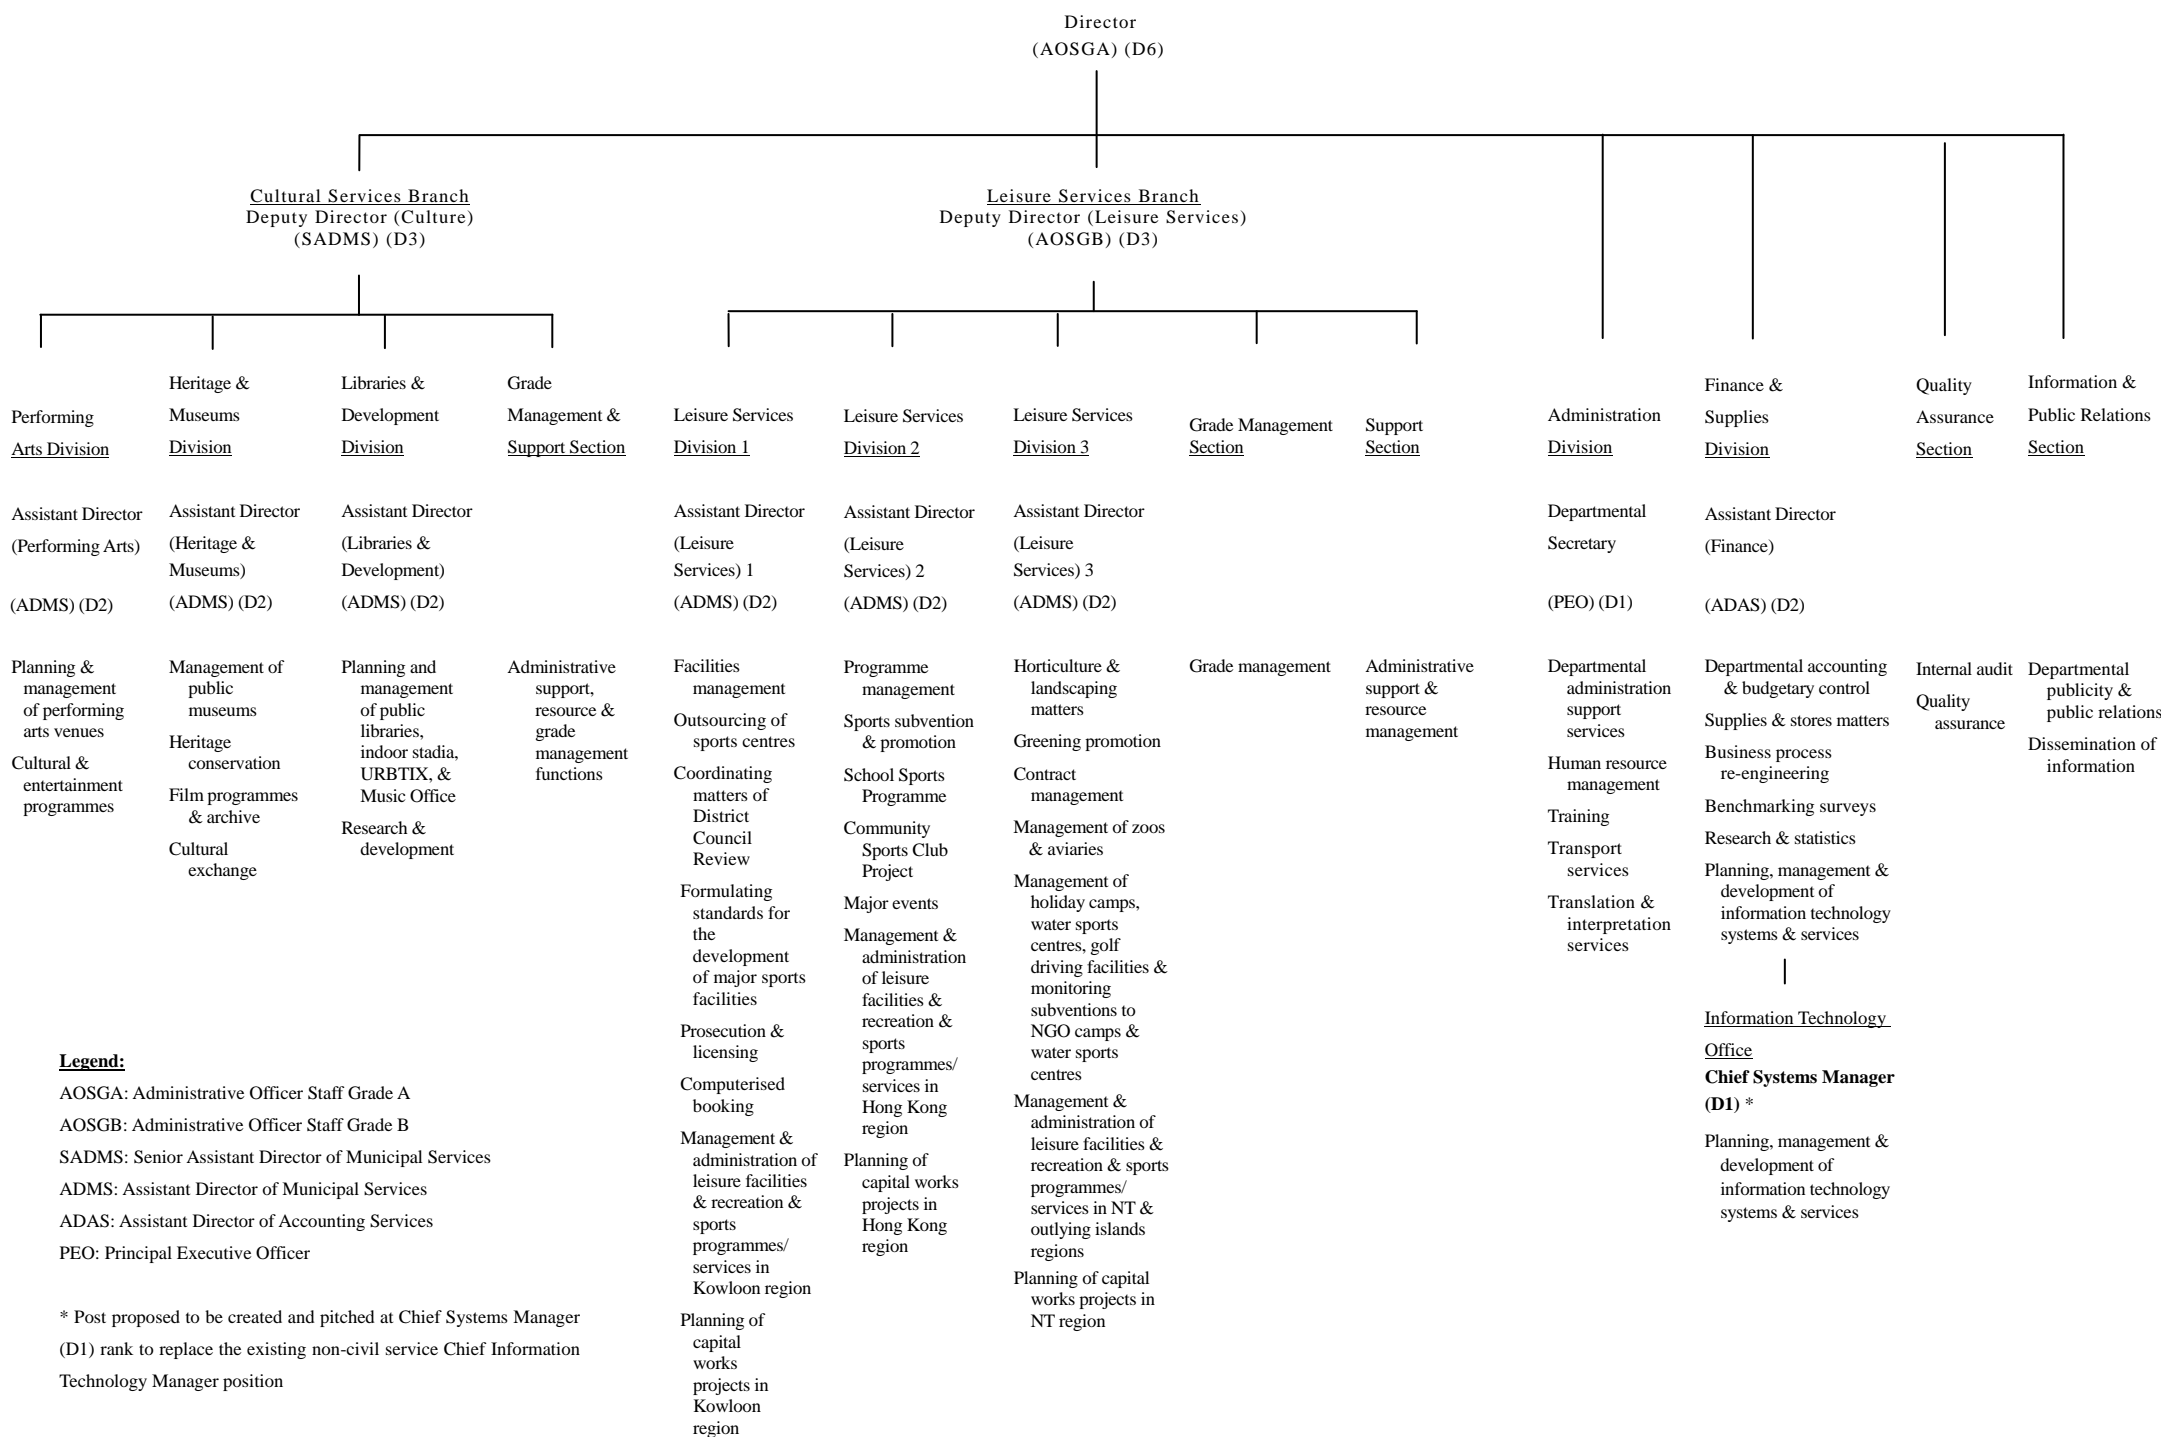 Director
(AOSGA) (D6)
Cultural Services Branch
Deputy Director (Culture)
(SADMS) (D3)
Leisure Services Branch
Deputy Director (Leisure Services)
(AOSGB) (D3)
Performing
Arts Division
Assistant Director
(Performing Arts)
(ADMS) (D2)
Planning &
management
of performing
arts venues
Cultural &
entertainment
programmes
Heritage &
Museums
Division
Assistant Director
(Heritage &
Museums)
(ADMS) (D2)
Management of
public
museums
Heritage
conservation
Film programmes
& archive
Cultural
exchange
Libraries &
Development
Division
Assistant Director
(Libraries &
Development)
(ADMS) (D2)
Planning and
management
of public
libraries,
indoor stadia,
URBTIX, &
Music Office
Research &
development
Grade
Management &
Support Section
Administrative
support,
resource &
grade
management
functions
Leisure Services
Division 1
Assistant Director
(Leisure
Services) 1
(ADMS) (D2)
Facilities
management
Outsourcing of
sports centres
Coordinating
matters of
District
Council
Review
Formulating
standards for
the
development
of major sports
facilities
Prosecution &
licensing
Computerised
booking
Management &
administration of
leisure facilities
& recreation &
sports
programmes/
services in
Kowloon region
Planning of
capital
works
projects in
Kowloon
region
Leisure Services
Division 2
Assistant Director
(Leisure
Services) 2
(ADMS) (D2)
Programme
management
Sports subvention
& promotion
School Sports
Programme
Community
Sports Club
Project
Major events
Management &
administration
of leisure
facilities &
recreation &
sports
programmes/
services in
Hong Kong
region
Planning of
capital works
projects in
Hong Kong
region
Leisure Services
Division 3
Assistant Director
(Leisure
Services) 3
(ADMS) (D2)
Horticulture &
landscaping
matters
Greening promotion
Contract
management
Management of zoos
& aviaries
Management of
holiday camps,
water sports
centres, golf
driving facilities &
monitoring
subventions to
NGO camps &
water sports
centres
Management &
administration of
leisure facilities &
recreation & sports
programmes/
services in NT &
outlying islands
regions
Planning of capital
works projects in
NT region
Grade Management
Section
Grade management
Support
Section
Administrative
support &
resource
management
Administration
Division
Departmental
Secretary
(PEO) (D1)
Departmental
administration
support
services
Human resource
management
Training
Transport
services
Translation &
interpretation
services
Finance &
Supplies
Division
Assistant Director
(Finance)
(ADAS) (D2)
Departmental accounting
& budgetary control
Supplies & stores matters
Business process
re-engineering
Benchmarking surveys
Research & statistics
Planning, management &
development of
information technology
systems & services
Information Technology
Office
Chief Systems Manager
(D1) *
Planning, management &
development of
information technology
systems & services
Quality
Assurance
Section
Internal audit
Quality
assurance
Information &
Public Relations
Section
Departmental
publicity &
public relations
Dissemination of
information
Legend:
AOSGA: Administrative Officer Staff Grade A
AOSGB: Administrative Officer Staff Grade B
SADMS: Senior Assistant Director of Municipal Services
ADMS: Assistant Director of Municipal Services
ADAS: Assistant Director of Accounting Services
PEO: Principal Executive Officer
* Post proposed to be created and pitched at Chief Systems Manager
(D1) rank to replace the existing non-civil service Chief Information
Technology Manager position